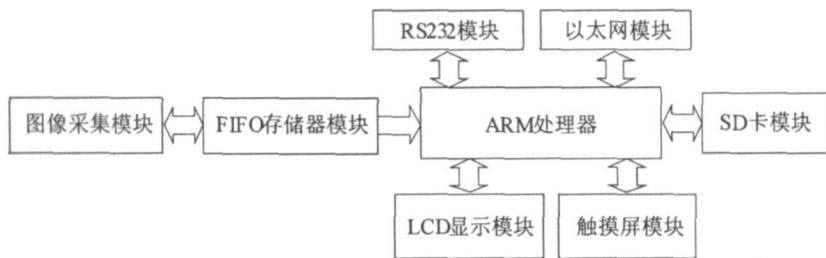 RS232模块
以太网模块
图像采集模块
FIFO存储器模块
ARM处理器
SD卡模块
LCD显示模块
触摸屏模块